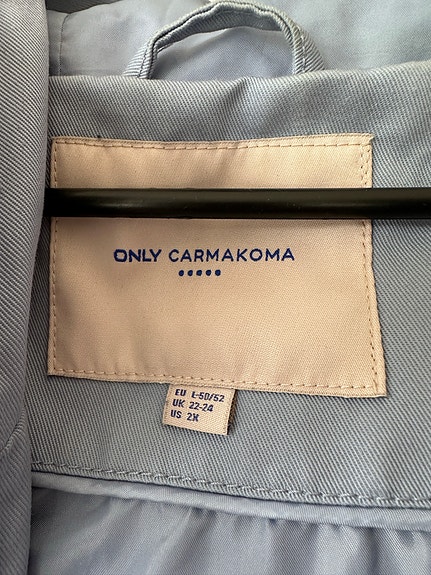 ONLY CARMAKOMA
EU L-50/52
UK 22-24
US 2X